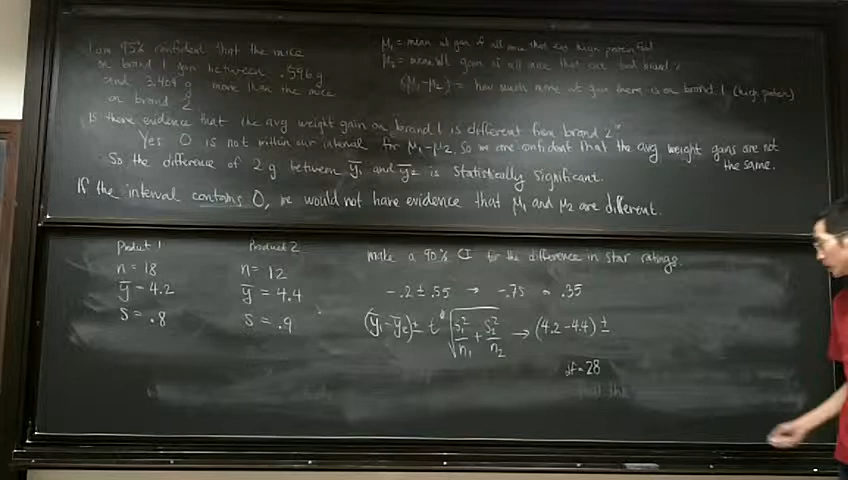 I am 95% confident that the mice
on brand 1 gain between .596 g
and 3.404 g more than the mice
on brand 2
μ₁ = mean wt gain of all mice that eat high protein food
μ₂ = mean wt gain of all mice that eat brand 2
(μ₁-μ₂) = how much more wt gain there is on brand 1 (high protein)
Is there evidence that the avg weight gain on brand 1 is different from brand 2?
Yes 0 is not within our interval for μ₁-μ₂. So we are confident that the avg weight gains are not
the same.
So the difference of 2 g between ȳ₁ and ȳ₂ is statistically significant.
If the interval contains 0, we would not have evidence that μ₁ and μ₂ are different.
Product 1
n = 18
ȳ = 4.2
s = .8
Product 2
n = 12
ȳ = 4.4
s = .9
make a 90% CI for the difference in star ratings.
-.2 ± .55 → -.75 .35
(ȳ₁-ȳ₂) ± t* √(s₁²/n₁ + s₂²/n₂) → (4.2-4.4) ±
df = 28